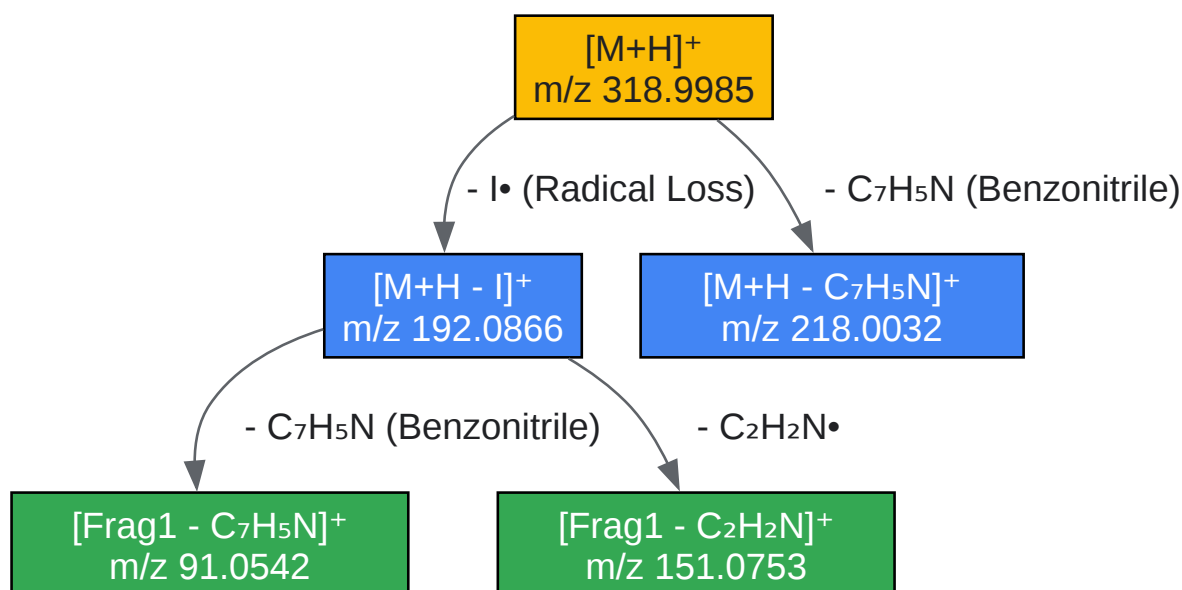 [M+H]⁺
m/z 318.9985
- I• (Radical Loss)
- C₇H₅N (Benzonitrile)
[M+H - I]⁺
m/z 192.0866
[M+H - C₇H₅N]⁺
m/z 218.0032
- C₇H₅N (Benzonitrile)
- C₂H₂N•
[Frag1 - C₇H₅N]⁺
m/z 91.0542
[Frag1 - C₂H₂N]⁺
m/z 151.0753